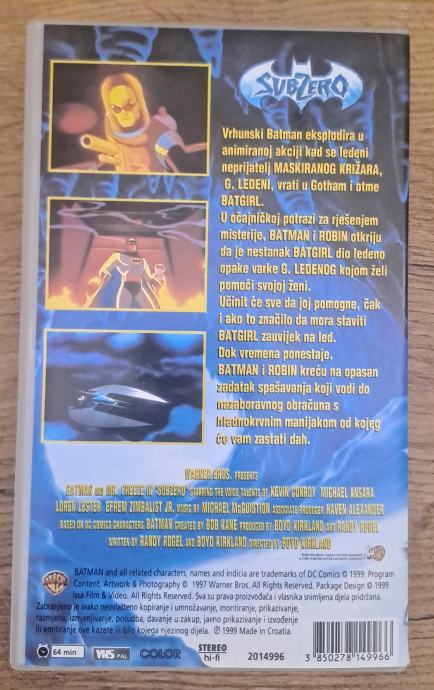 SUBZERO
Vrhunski Batman eksplodira u
animiranoj akciji kad se ledeni
neprijatelj MASKIRANOG KRIŽARA,
G. LEDENI, vrati u Gotham i otme
BATGIRL.
U očajničkoj potrazi za rješenjem
misterije, BATMAN i ROBIN otkriju
da je nestanak BATGIRL dio ledeno
opake varke G. LEDENOG kojom želi
pomoći svojoj ženi.
Učinit će sve da joj pomogne, čak
i ako to značilo da mora staviti
BATGIRL zauvijek na led.
Dok vremena ponestaje,
BATMAN i ROBIN kreću na opasan
zadatak spašavanja koji vodi do
nezaboravnog obračuna s
hladnokrvnim manijakom od kojeg
će vam zastati dah.
WARNER BROS. PRESENTS
BATMAN AND MR. FREEZE IN "SUBZERO" STARRING THE VOICE TALENTS OF KEVIN CONROY MICHAEL ANSARA
LOREN LESTER EFREM ZIMBALIST JR. MUSIC BY MICHAEL McCUISTION ASSOCIATE PRODUCER HAVEN ALEXANDER
BASED ON DC COMICS CHARACTERS BATMAN CREATED BY BOB KANE PRODUCED BY BOYD KIRKLAND AND RANDY ROGEL
WRITTEN BY RANDY ROGEL AND BOYD KIRKLAND DIRECTED BY BOYD KIRKLAND
BATMAN and all related characters, names and indicia are trademarks of DC Comics © 1999. Program
Content, Artwork & Photography © 1997 Warner Bros. All Rights Reserved. Package Design © 1999
Issa Film & Video. All Rights Reserved. Sva su prava proizvođača i vlasnika snimljena djela pridržana.
Zabranjeno je svako neovlašteno kopiranje i umnožavanje, montiranje, prikazivanje,
razmjena, izmjenjivanje, posudba, davanje u zakup, javno prikazivanje i izvođenje
ili emitiranje ove kazete ili bilo kojega njezinog dijela. ℗ 1999 Made in Croatia.
64 min VHS PAL COLOR STEREO hi-fi 2014996
3 850278 149966